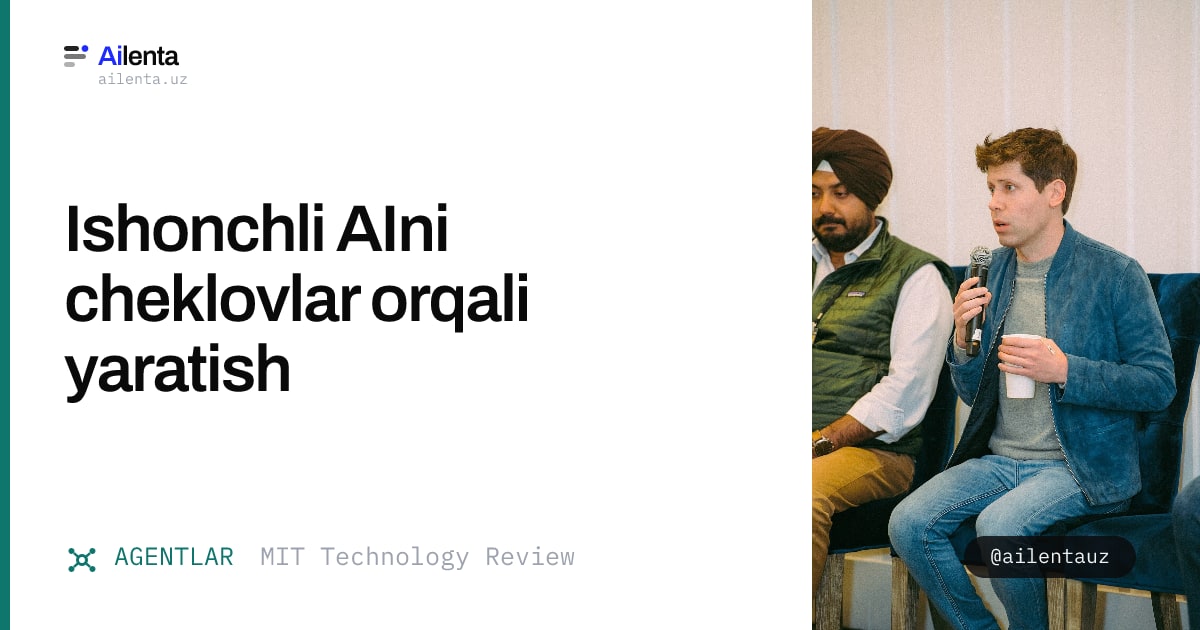 Ailenta
ailenta.uz
Ishonchli AIni
cheklovlar orqali
yaratish
AGENTLAR MIT Technology Review
@ailentauz